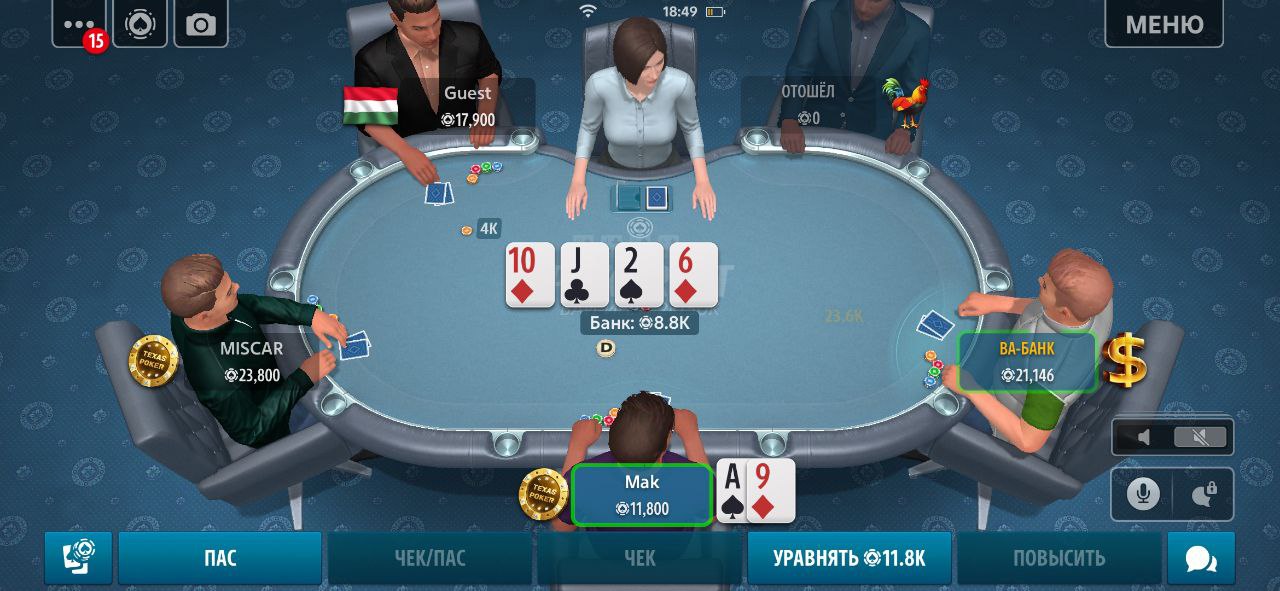 18:49
15
МЕНЮ
Guest
17,900
ОТОШЁЛ
0
4K
10 J 2 6
Банк: 8.8K
23.6K
D
MISCAR
23,800
TEXAS POKER
ВА-БАНК
21,146
$
TEXAS POKER
Mak
11,800
A 9
ПАС
ЧЕК/ПАС
ЧЕК
УРАВНЯТЬ 11.8K
ПОВЫСИТЬ